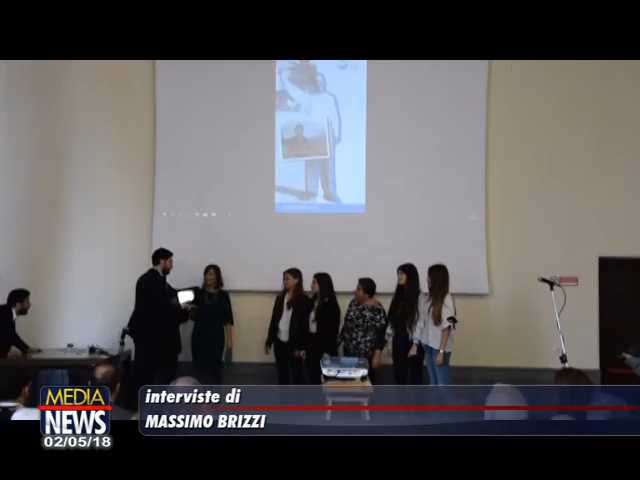 interviste di
MASSIMO BRIZZI
MEDIA
NEWS
02/05/18